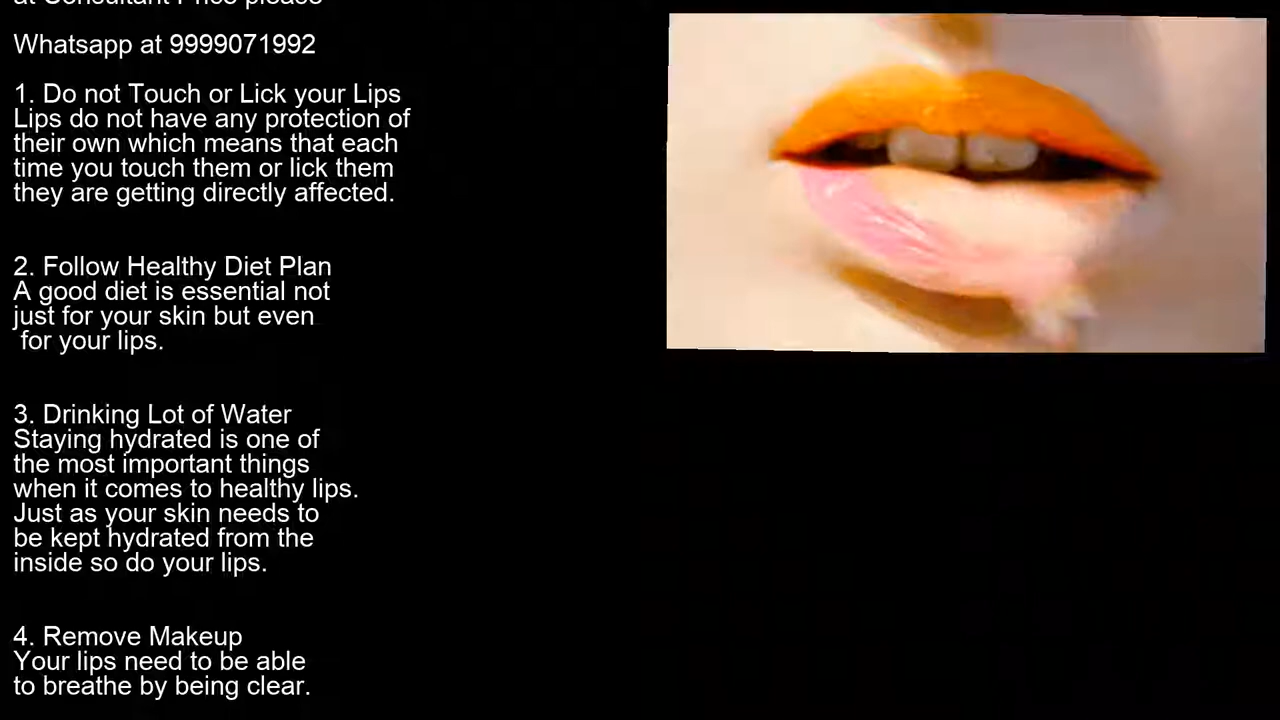 at Consultant Price please
Whatsapp at 9999071992
1. Do not Touch or Lick your Lips
Lips do not have any protection of
their own which means that each
time you touch them or lick them
they are getting directly affected.
2. Follow Healthy Diet Plan
A good diet is essential not
just for your skin but even
for your lips.
3. Drinking Lot of Water
Staying hydrated is one of
the most important things
when it comes to healthy lips.
Just as your skin needs to
be kept hydrated from the
inside so do your lips.
4. Remove Makeup
Your lips need to be able
to breathe by being clear.